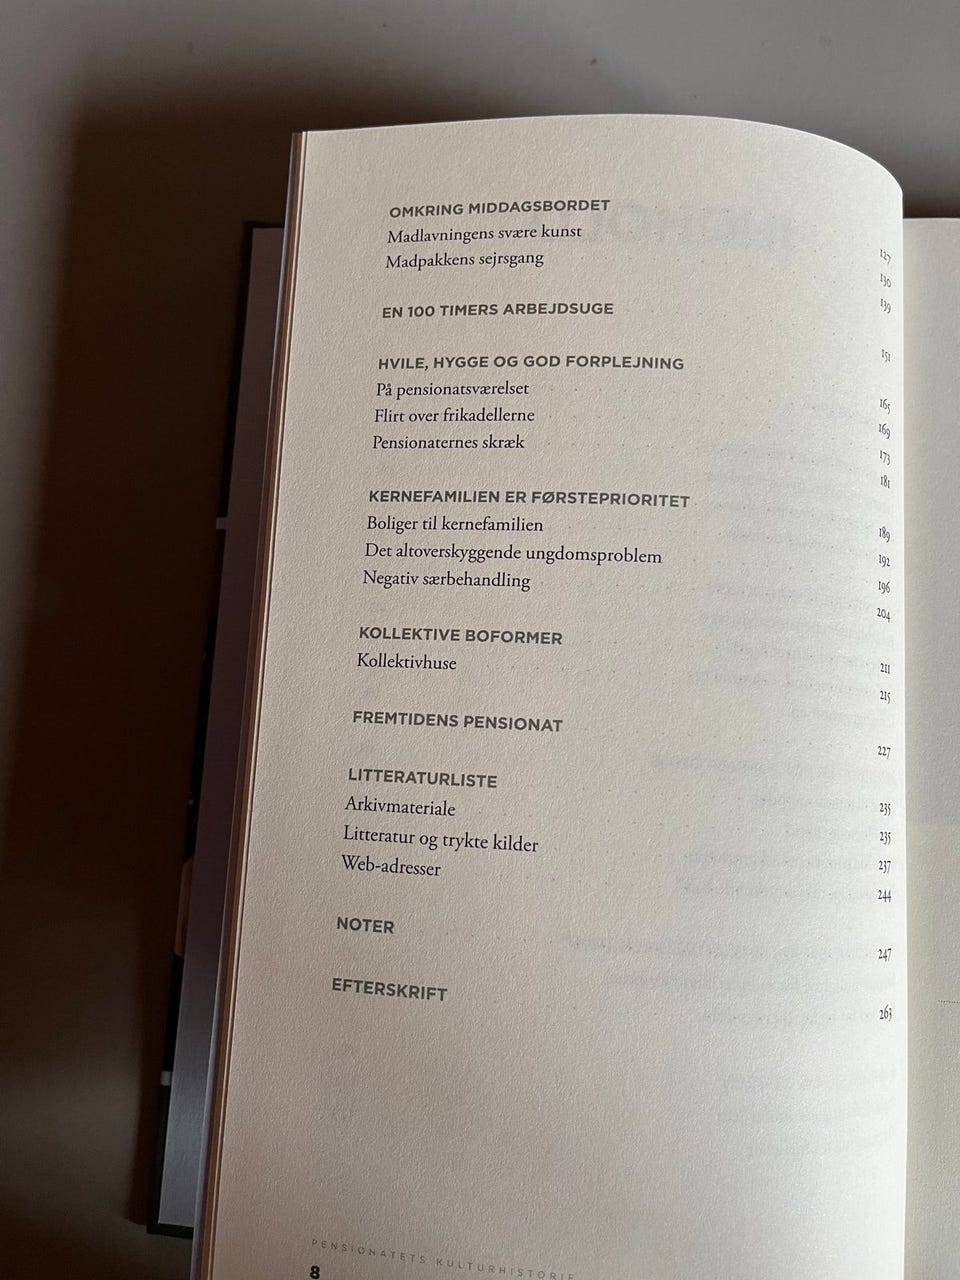 OMKRING MIDDAGSBORDET 127
Madlavningens svære kunst 130
Madpakkens sejrsgang 139
EN 100 TIMERS ARBEJDSUGE 151
HVILE, HYGGE OG GOD FORPLEJNING 165
På pensionatsværelset 169
Flirt over frikadellerne 173
Pensionaternes skræk 181
KERNEFAMILIEN ER FØRSTEPRIORITET 189
Boliger til kernefamilien 192
Det altoverskyggende ungdomsproblem 196
Negativ særbehandling 204
KOLLEKTIVE BOFORMER 211
Kollektivhuse 215
FREMTIDENS PENSIONAT 227
LITTERATURLISTE 235
Arkivmateriale 235
Litteratur og trykte kilder 237
Web-adresser 244
NOTER 247
EFTERSKRIFT 263
PENSIONATETS KULTURHISTORIE
8